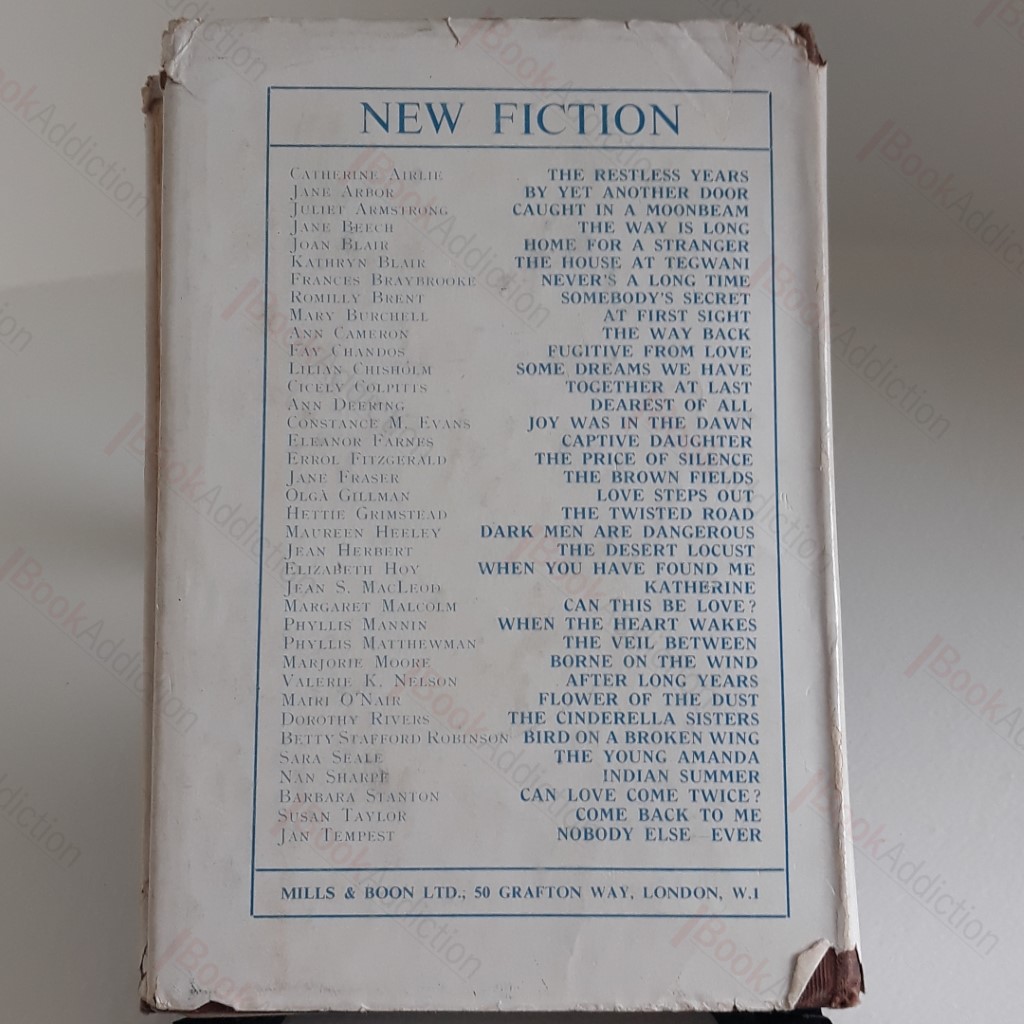 NEW FICTION
CATHERINE AIRLIE THE RESTLESS YEARS
JANE ARBOR BY YET ANOTHER DOOR
JULIET ARMSTRONG CAUGHT IN A MOONBEAM
JANE BEECH THE WAY IS LONG
JOAN BLAIR HOME FOR A STRANGER
KATHRYN BLAIR THE HOUSE AT TEGWANI
FRANCES BRAYBROOKE NEVER'S A LONG TIME
ROMILLY BRENT SOMEBODY'S SECRET
MARY BURCHELL AT FIRST SIGHT
ANN CAMERON THE WAY BACK
FAY CHANDOS FUGITIVE FROM LOVE
LILIAN CHISHOLM SOME DREAMS WE HAVE
CICELY COLPITTS TOGETHER AT LAST
ANN DEERING DEAREST OF ALL
CONSTANCE M. EVANS JOY WAS IN THE DAWN
ELEANOR FARNES CAPTIVE DAUGHTER
ERROL FITZGERALD THE PRICE OF SILENCE
JANE FRASER THE BROWN FIELDS
OLGA GILLMAN LOVE STEPS OUT
HETTIE GRIMSTEAD THE TWISTED ROAD
MAUREEN HEELEY DARK MEN ARE DANGEROUS
JEAN HERBERT THE DESERT LOCUST
ELIZABETH HOY WHEN YOU HAVE FOUND ME
JEAN S. MACLEOD KATHERINE
MARGARET MALCOLM CAN THIS BE LOVE?
PHYLLIS MANNIN WHEN THE HEART WAKES
PHYLLIS MATTHEWMAN THE VEIL BETWEEN
MARJORIE MOORE BORNE ON THE WIND
VALERIE K. NELSON AFTER LONG YEARS
MAIRI O'NAIR FLOWER OF THE DUST
DOROTHY RIVERS THE CINDERELLA SISTERS
BETTY STAFFORD ROBINSON BIRD ON A BROKEN WING
SARA SEALE THE YOUNG AMANDA
NAN SHARPE INDIAN SUMMER
BARBARA STANTON CAN LOVE COME TWICE?
SUSAN TAYLOR COME BACK TO ME
JAN TEMPEST NOBODY ELSE EVER
MILLS & BOON LTD., 50 GRAFTON WAY, LONDON, W.1
BookAddiction